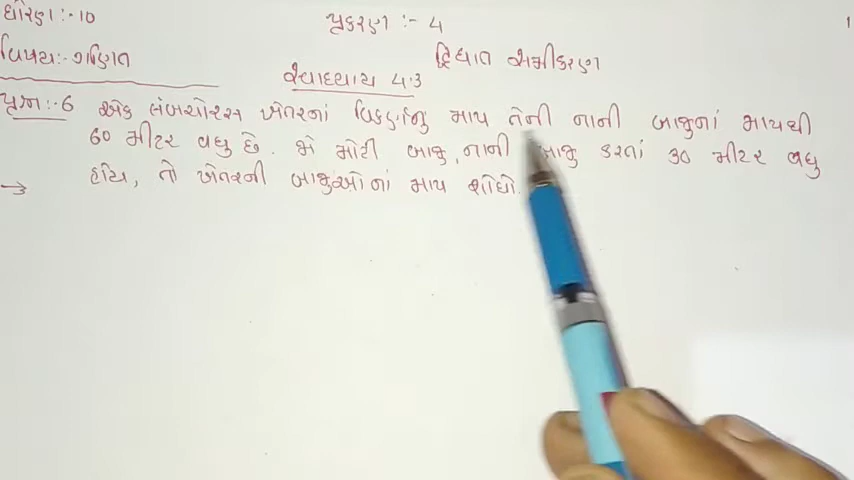 ધોરણ :- 10
પ્રકરણ :- 4
1
વિષય:- ગણિત
દ્વિઘાત સમીકરણ
સ્વાધ્યાય 4.3
પ્રશ્ન:- 6 એક લંબચોરસ ખેતરનાં વિકર્ણનુ માપ તેની નાની બાજુનાં માપથી
60 મીટર વધુ છે. જો મોટી બાજુ, નાની બાજુ કરતાં 30 મીટર વધુ
હોય, તો ખેતરની બાજુઓનાં માપ શોધો.
→